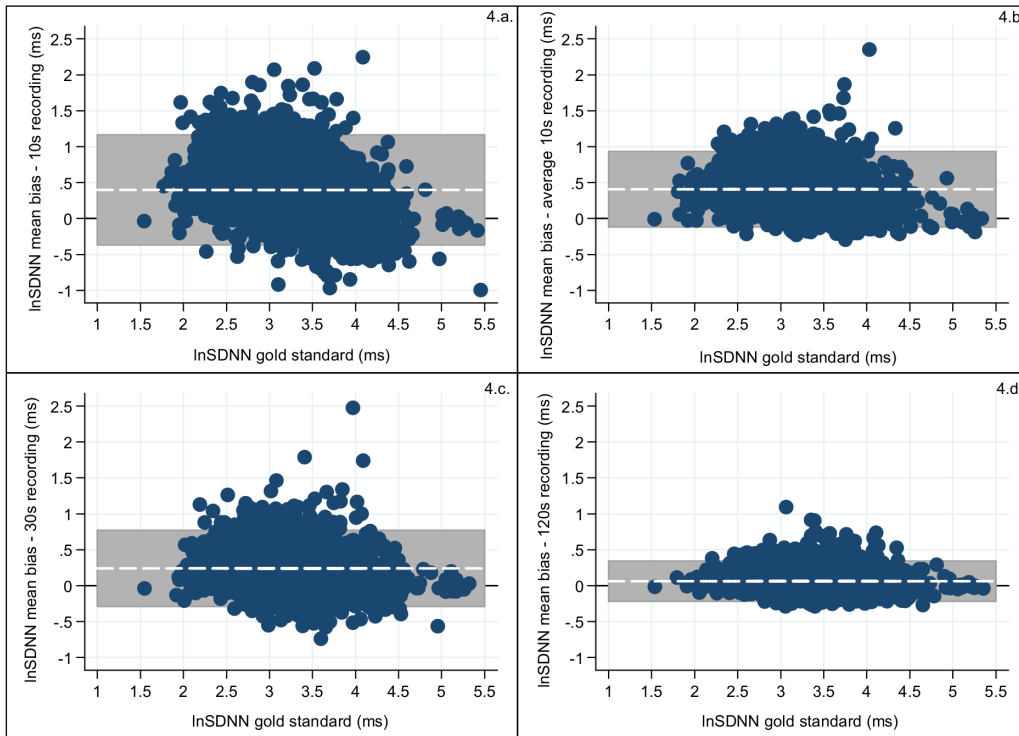 4.a.
lnSDNN mean bias - 10s recording (ms)
2.5
2
1.5
1
.5
0
-.5
-1
1 1.5 2 2.5 3 3.5 4 4.5 5 5.5
lnSDNN gold standard (ms)
4.b
lnSDNN mean bias - average 10s recording (ms)
2.5
2
1.5
1
.5
0
-.5
-1
1 1.5 2 2.5 3 3.5 4 4.5 5 5.5
lnSDNN gold standard (ms)
4.c.
lnSDNN mean bias - 30s recording (ms)
2.5
2
1.5
1
.5
0
-.5
-1
1 1.5 2 2.5 3 3.5 4 4.5 5 5.5
lnSDNN gold standard (ms)
4.d
lnSDNN mean bias - 120s recording (ms)
2.5
2
1.5
1
.5
0
-.5
-1
1 1.5 2 2.5 3 3.5 4 4.5 5 5.5
lnSDNN gold standard (ms)